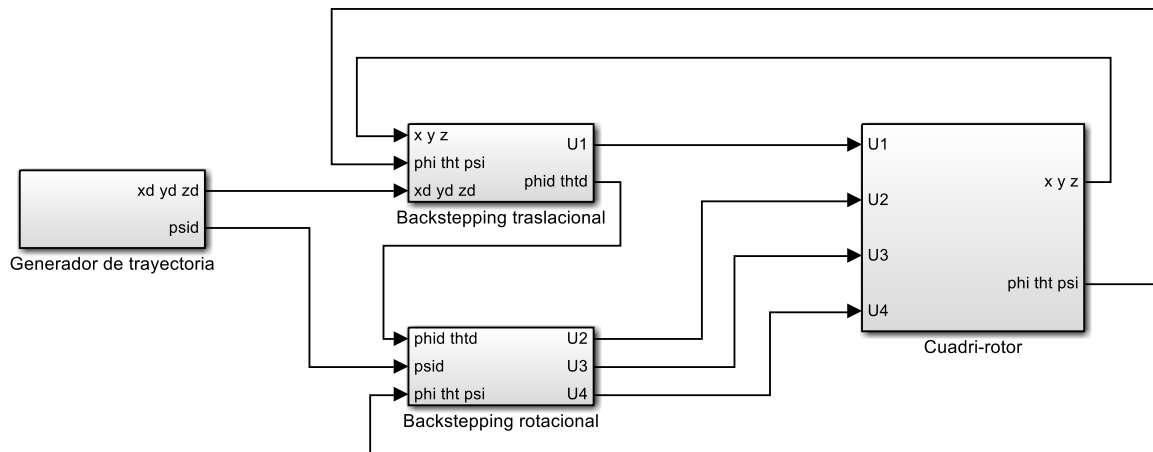 xd yd zd
psid
Generador de trayectoria
x y z
phi tht psi
xd yd zd
U1
phid thtd
Backstepping traslacional
phid thtd
psid
phi tht psi
U2
U3
U4
Backstepping rotacional
U1
U2
U3
U4
x y z
phi tht psi
Cuadri-rotor